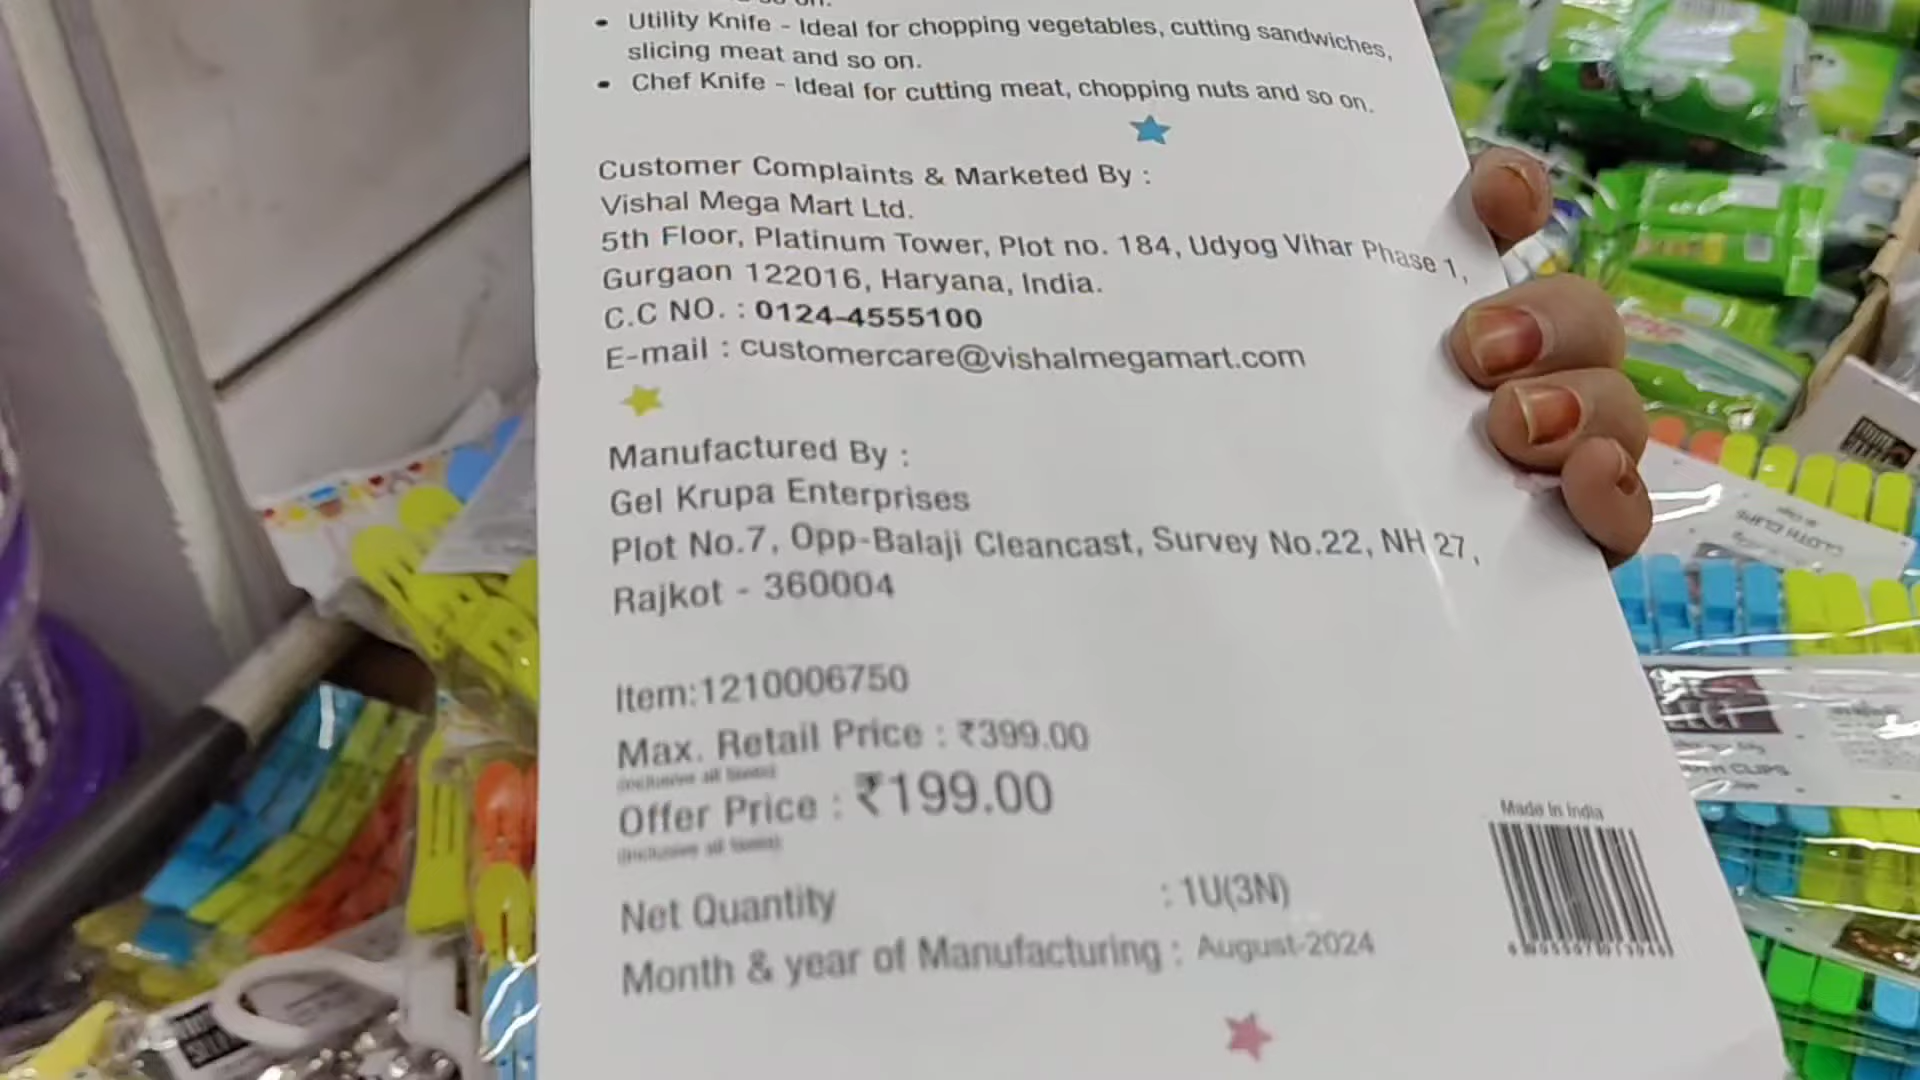 so on.
• Utility Knife - Ideal for chopping vegetables, cutting sandwiches,
slicing meat and so on.
• Chef Knife - Ideal for cutting meat, chopping nuts and so on.
Customer Complaints & Marketed By :
Vishal Mega Mart Ltd.
5th Floor, Platinum Tower, Plot no. 184, Udyog Vihar Phase 1,
Gurgaon 122016, Haryana, India.
C.C NO. : 0124-4555100
E-mail : customercare@vishalmegamart.com
Manufactured By :
Gel Krupa Enterprises
Plot No.7, Opp-Balaji Cleancast, Survey No.22, NH 27,
Rajkot - 360004
Item:1210006750
Max. Retail Price : ₹399.00
(inclusive all taxes)
Offer Price : ₹199.00
(inclusive all taxes)
Net Quantity : 1U(3N)
Month & year of Manufacturing : August-2024
Made In India
CLOTH CLIPS
CLIPS